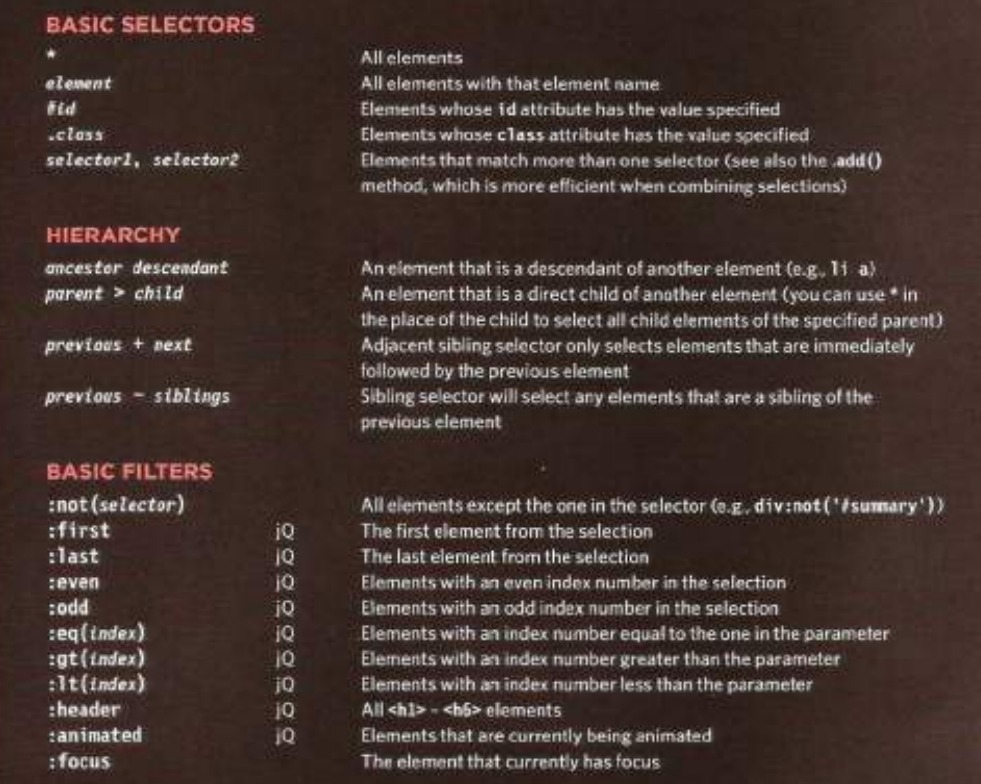 BASIC SELECTORS
* All elements
element All elements with that element name
#id Elements whose id attribute has the value specified
.class Elements whose class attribute has the value specified
selector1, selector2 Elements that match more than one selector (see also the .add()
method, which is more efficient when combining selections)
HIERARCHY
ancestor descendant An element that is a descendant of another element (e.g., li a)
parent > child An element that is a direct child of another element (you can use * in
the place of the child to select all child elements of the specified parent)
previous + next Adjacent sibling selector only selects elements that are immediately
followed by the previous element
previous ~ siblings Sibling selector will select any elements that are a sibling of the
previous element
BASIC FILTERS
:not(selector) All elements except the one in the selector (e.g., div:not('#summary'))
:first jQ The first element from the selection
:last jQ The last element from the selection
:even jQ Elements with an even index number in the selection
:odd jQ Elements with an odd index number in the selection
:eq(index) jQ Elements with an index number equal to the one in the parameter
:gt(index) jQ Elements with an index number greater than the parameter
:lt(index) jQ Elements with an index number less than the parameter
:header jQ All <h1> - <h6> elements
:animated jQ Elements that are currently being animated
:focus The element that currently has focus